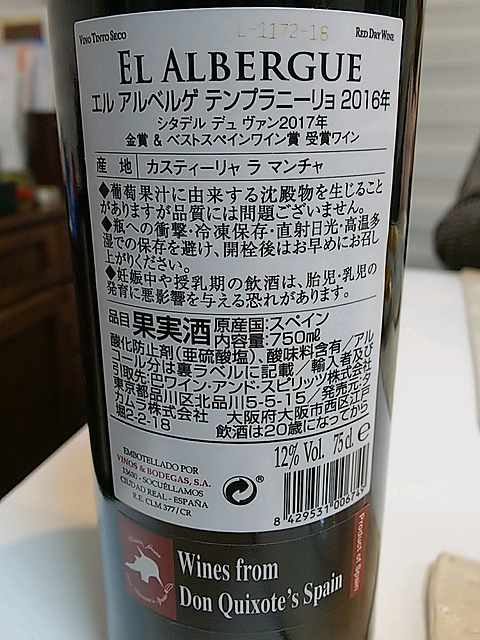 L-1172-18
VINO TINTO SECO
RED DRY WINE
EL ALBERGUE
エル アルベルゲ テンプラニーリョ 2016年
シタデル デュ ヴァン2017年
金賞 & ベストスペインワイン賞 受賞ワイン
産 地 カスティーリャ ラ マンチャ
◆葡萄果汁に由来する沈殿物を生じること
がありますが品質には問題ございません。
◆瓶への衝撃・冷凍保存・直射日光・高温多
湿での保存を避け、開栓後はお早めにお召し
上がりください。
◆妊娠中や授乳期の飲酒は、胎児・乳児の
発育に悪影響を与える恐れがあります。
品目 果実酒 原産国:スペイン
内容量:750mℓ
酸化防止剤(亜硫酸塩)、酸味料含有/アル
コール分は裏ラベルに記載/輸入者及び
引取先:巴ワイン・アンド・スピリッツ株式会社
東京都品川区北品川5-5-15/発売元:タ
カムラ株式会社 大阪府大阪市西区江戸
堀2-2-18 飲酒は20歳になってから
EMBOTELLADO POR
VINOS & BODEGAS, S.A.
13630 - SOCUÉLLAMOS
CIUDAD REAL - ESPAÑA
R.E. CLM 377/CR
®
12% Vol. 75 cl. e
8 429531 006745
Product of Spain
Wines from
Don Quixote's Spain